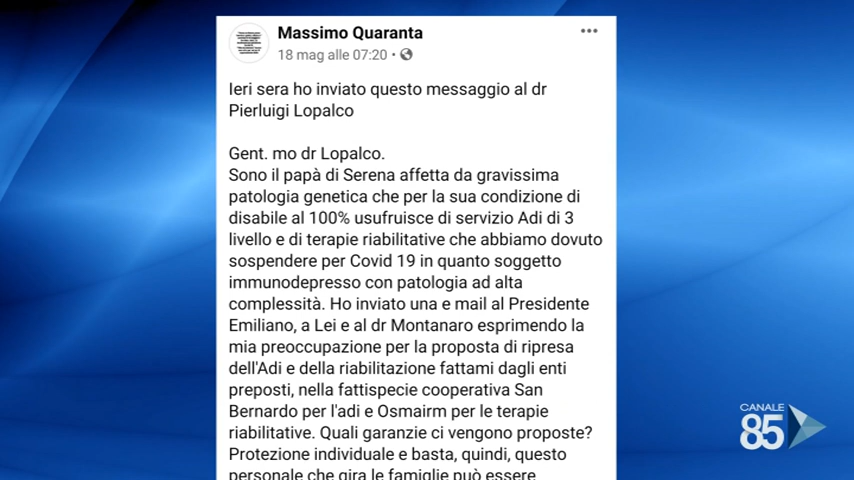 Massimo Quaranta
18 mag alle 07:20 •
Ieri sera ho inviato questo messaggio al dr
Pierluigi Lopalco
Gent. mo dr Lopalco.
Sono il papà di Serena affetta da gravissima
patologia genetica che per la sua condizione di
disabile al 100% usufruisce di servizio Adi di 3
livello e di terapie riabilitative che abbiamo dovuto
sospendere per Covid 19 in quanto soggetto
immunodepresso con patologia ad alta
complessità. Ho inviato una e mail al Presidente
Emiliano, a Lei e al dr Montanaro esprimendo la
mia preoccupazione per la proposta di ripresa
dell'Adi e della riabilitazione fattami dagli enti
preposti, nella fattispecie cooperativa San
Bernardo per l'adi e Osmairm per le terapie
riabilitative. Quali garanzie ci vengono proposte?
Protezione individuale e basta, quindi, questo
personale che gira le famiglie può essere
CANALE
85